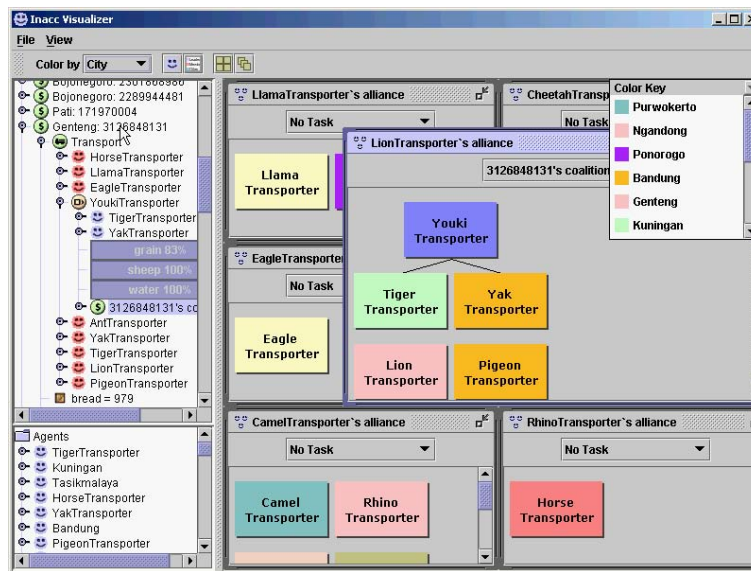 Inacc Visualizer
File View
Color by City
Bojonegoro: 2301868980
Bojonegoro: 2289944481
Pati: 171970004
Genteng: 3126848131
Transport
HorseTransporter
LlamaTransporter
EagleTransporter
YoukiTransporter
TigerTransporter
YakTransporter
grain 83%
sheep 100%
water 100%
3126848131's co
AntTransporter
YakTransporter
TigerTransporter
LionTransporter
PigeonTransporter
bread = 979
Agents
TigerTransporter
Kuningan
Tasikmalaya
HorseTransporter
YakTransporter
Bandung
PigeonTransporter
LlamaTransporter`s alliance
No Task
Llama
Transporter
CheetahTransp
No Task
LionTransporter`s alliance
3126848131's coalition
Youki
Transporter
Tiger
Transporter
Yak
Transporter
Lion
Transporter
Pigeon
Transporter
Color Key
Purwokerto
Ngandong
Ponorogo
Bandung
Genteng
Kuningan
EagleTransporte
No Task
Eagle
Transporter
CamelTransporter`s alliance
No Task
Camel
Transporter
Rhino
Transporter
RhinoTransporter`s alliance
No Task
Horse
Transporter